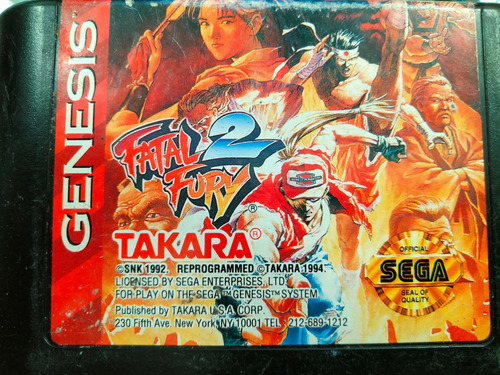 GENESIS
FATAL FURY 2
®
TAKARA®
©SNK 1992. REPROGRAMMED ©TAKARA 1994.
LICENSED BY SEGA ENTERPRISES, LTD.
FOR PLAY ON THE SEGA™ GENESIS™ SYSTEM
Published by TAKARA U.S.A. CORP.
230 Fifth Ave. New York, NY 10001 TEL 212-689-1212
OFFICIAL
SEGA
SEAL OF
QUALITY